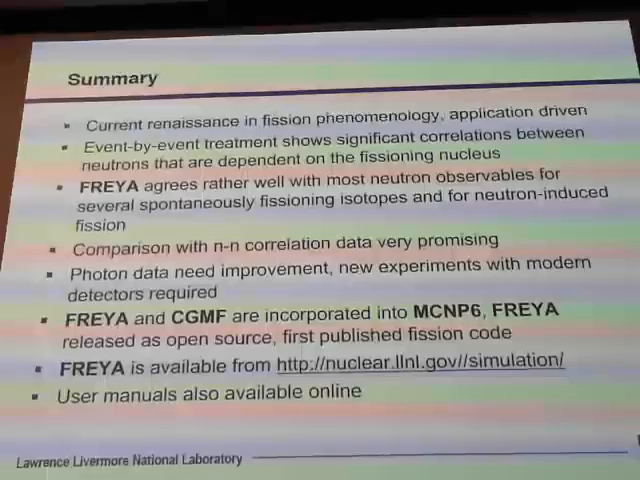 Summary
▪ Current renaissance in fission phenomenology, application driven
▪ Event-by-event treatment shows significant correlations between
neutrons that are dependent on the fissioning nucleus
▪ FREYA agrees rather well with most neutron observables for
several spontaneously fissioning isotopes and for neutron-induced
fission
▪ Comparison with n-n correlation data very promising
▪ Photon data need improvement, new experiments with modern
detectors required
▪ FREYA and CGMF are incorporated into MCNP6, FREYA
released as open source, first published fission code
▪ FREYA is available from http://nuclear.llnl.gov//simulation/
▪ User manuals also available online
Lawrence Livermore National Laboratory